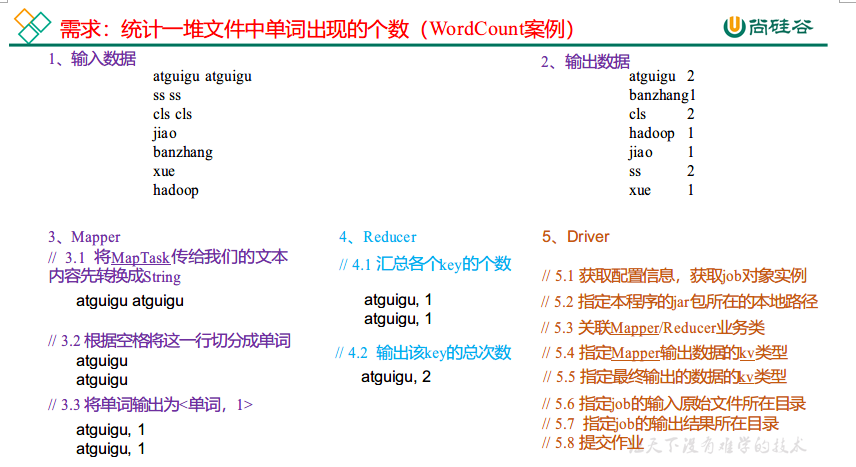 需求：统计一堆文件中单词出现的个数（WordCount案例）
尚硅谷
1、输入数据
atguigu atguigu
ss ss
cls cls
jiao
banzhang
xue
hadoop
2、输出数据
atguigu 2
banzhang1
cls 2
hadoop 1
jiao 1
ss 2
xue 1
3、Mapper
// 3.1 将MapTask传给我们的文本
内容先转换成String
atguigu atguigu
// 3.2 根据空格将这一行切分成单词
atguigu
atguigu
// 3.3 将单词输出为<单词，1>
atguigu, 1
atguigu, 1
4、Reducer
// 4.1 汇总各个key的个数
atguigu, 1
atguigu, 1
// 4.2 输出该key的总次数
atguigu, 2
5、Driver
// 5.1 获取配置信息，获取job对象实例
// 5.2 指定本程序的jar包所在的本地路径
// 5.3 关联Mapper/Reducer业务类
// 5.4 指定Mapper输出数据的kv类型
// 5.5 指定最终输出的数据的kv类型
// 5.6 指定job的输入原始文件所在目录
// 5.7 指定job的输出结果所在目录
// 5.8 提交作业
天下没有难学的技术